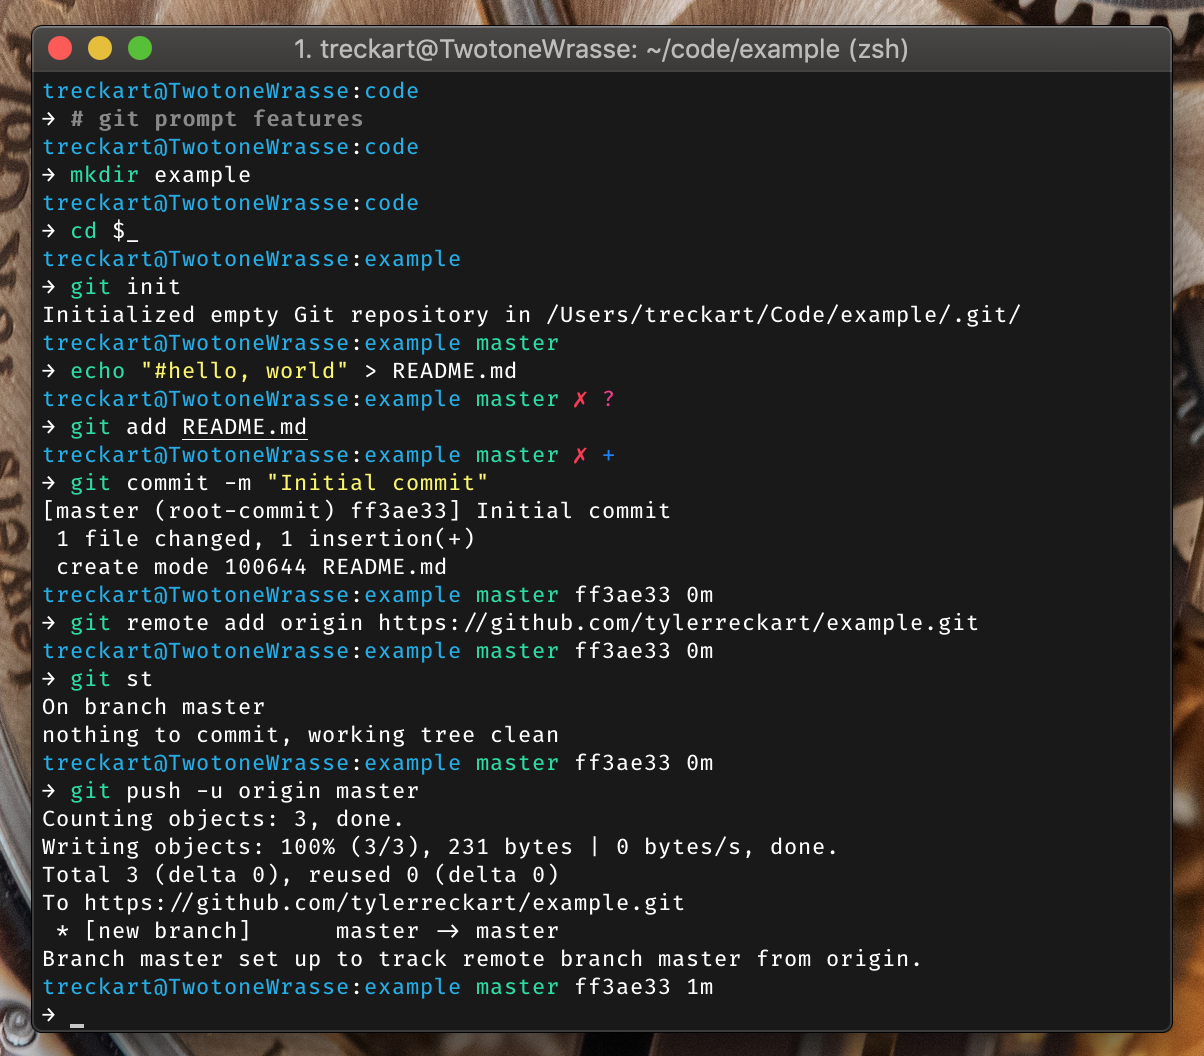 1. treckart@TwotoneWrasse: ~/code/example (zsh)
treckart@TwotoneWrasse:code
→ # git prompt features
treckart@TwotoneWrasse:code
→ mkdir example
treckart@TwotoneWrasse:code
→ cd $_
treckart@TwotoneWrasse:example
→ git init
Initialized empty Git repository in /Users/treckart/Code/example/.git/
treckart@TwotoneWrasse:example master
→ echo "#hello, world" > README.md
treckart@TwotoneWrasse:example master ✗ ?
→ git add README.md
treckart@TwotoneWrasse:example master ✗ +
→ git commit -m "Initial commit"
[master (root-commit) ff3ae33] Initial commit
 1 file changed, 1 insertion(+)
 create mode 100644 README.md
treckart@TwotoneWrasse:example master ff3ae33 0m
→ git remote add origin https://github.com/tylerreckart/example.git
treckart@TwotoneWrasse:example master ff3ae33 0m
→ git st
On branch master
nothing to commit, working tree clean
treckart@TwotoneWrasse:example master ff3ae33 0m
→ git push -u origin master
Counting objects: 3, done.
Writing objects: 100% (3/3), 231 bytes | 0 bytes/s, done.
Total 3 (delta 0), reused 0 (delta 0)
To https://github.com/tylerreckart/example.git
 * [new branch]      master -> master
Branch master set up to track remote branch master from origin.
treckart@TwotoneWrasse:example master ff3ae33 1m
→ _